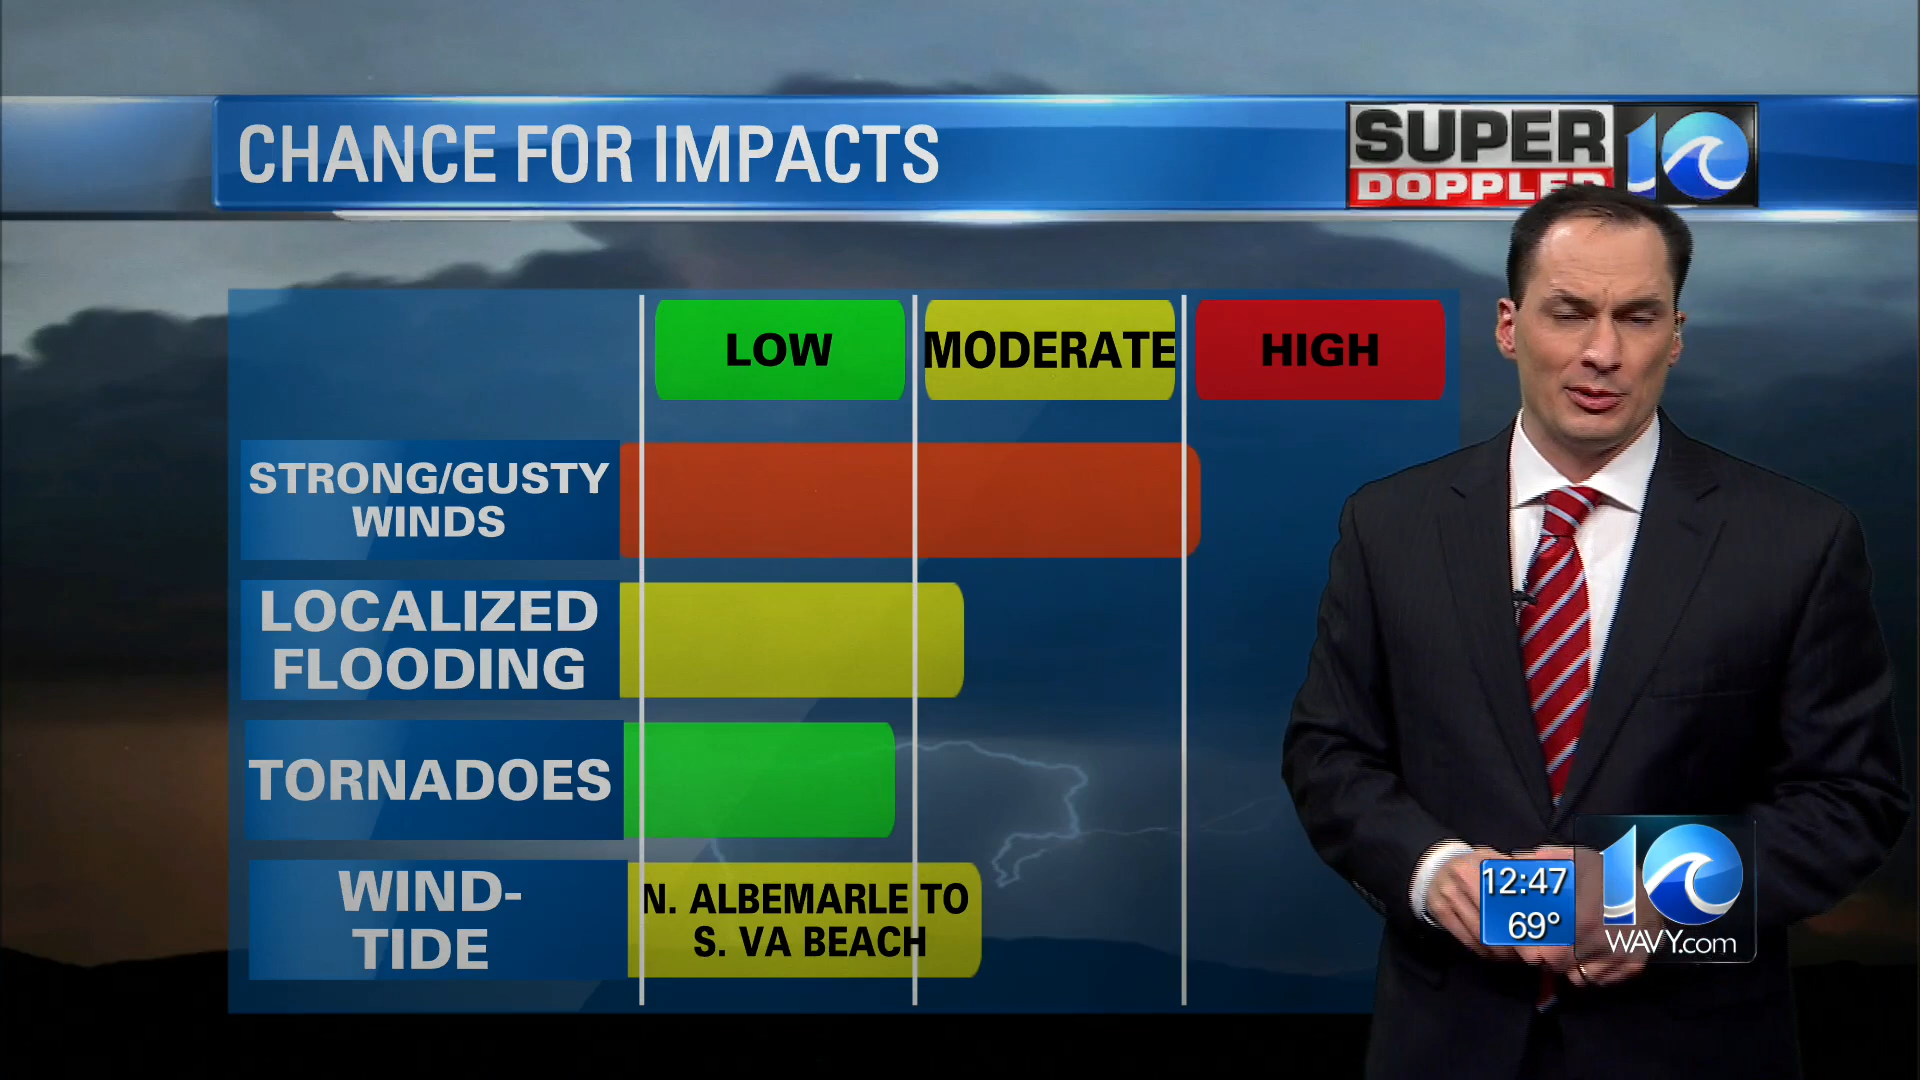 CHANCE FOR IMPACTS
SUPER
DOPPLER
10
LOW
MODERATE
HIGH
STRONG/GUSTY
WINDS
LOCALIZED
FLOODING
TORNADOES
WIND-
TIDE
N. ALBEMARLE TO
S. VA BEACH
12:47
69°
10
WAVY.com